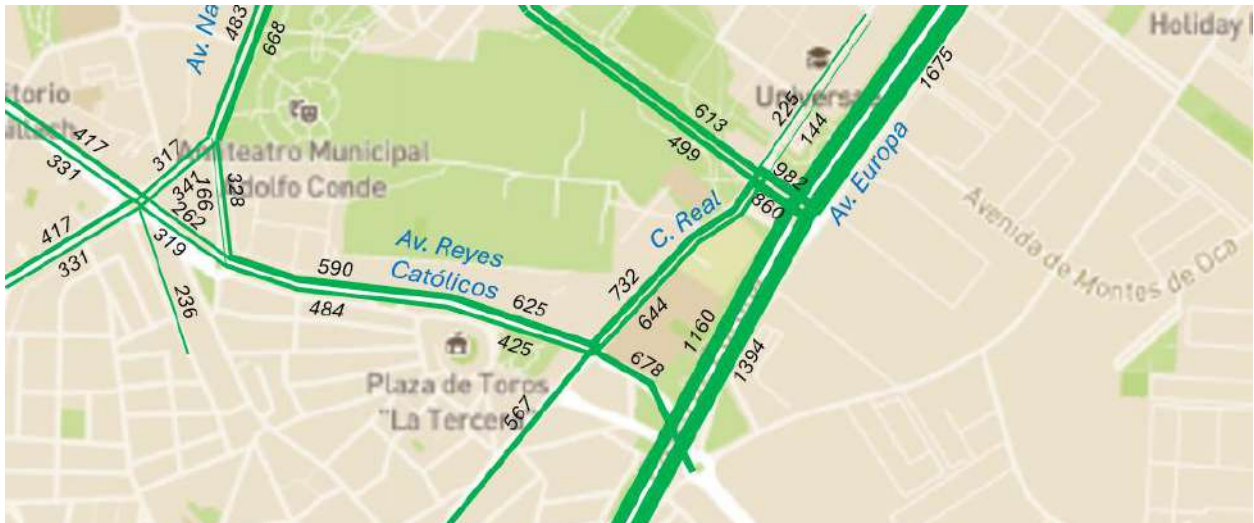 483
668
Av. Na
Holiday
1675
Universa
225
144
613
499
itorio
417
331
317
Anfiteatro Municipal
Adolfo Conde
341
166
328
262
319
417
331
236
982
860
Av. Europa
C. Real
Avenida de Montes de Oca
Av. Reyes
Católicos
590
484
625
425
732
644
1160
1394
678
Plaza de Toros
"La Tercera"
567